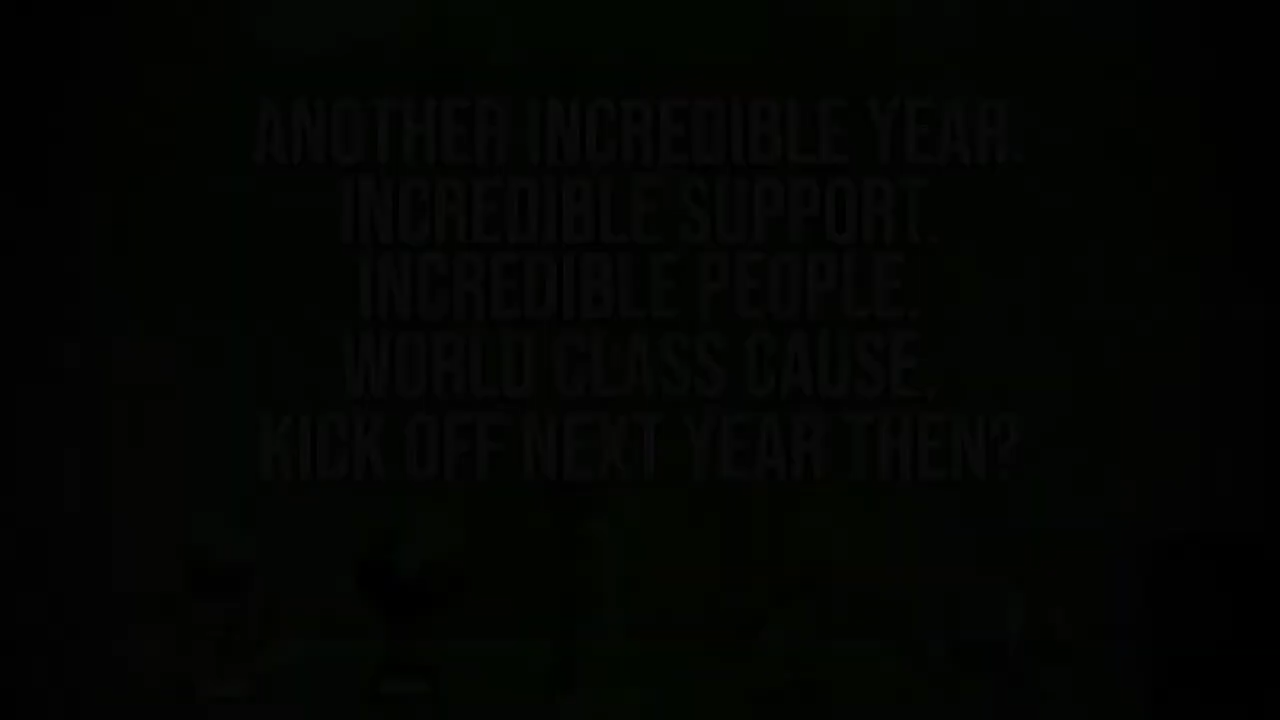 ANOTHER INCREDIBLE YEAR.
INCREDIBLE SUPPORT.
INCREDIBLE PEOPLE.
WORLD CLASS CAUSE.
KICK OFF NEXT YEAR THEN?